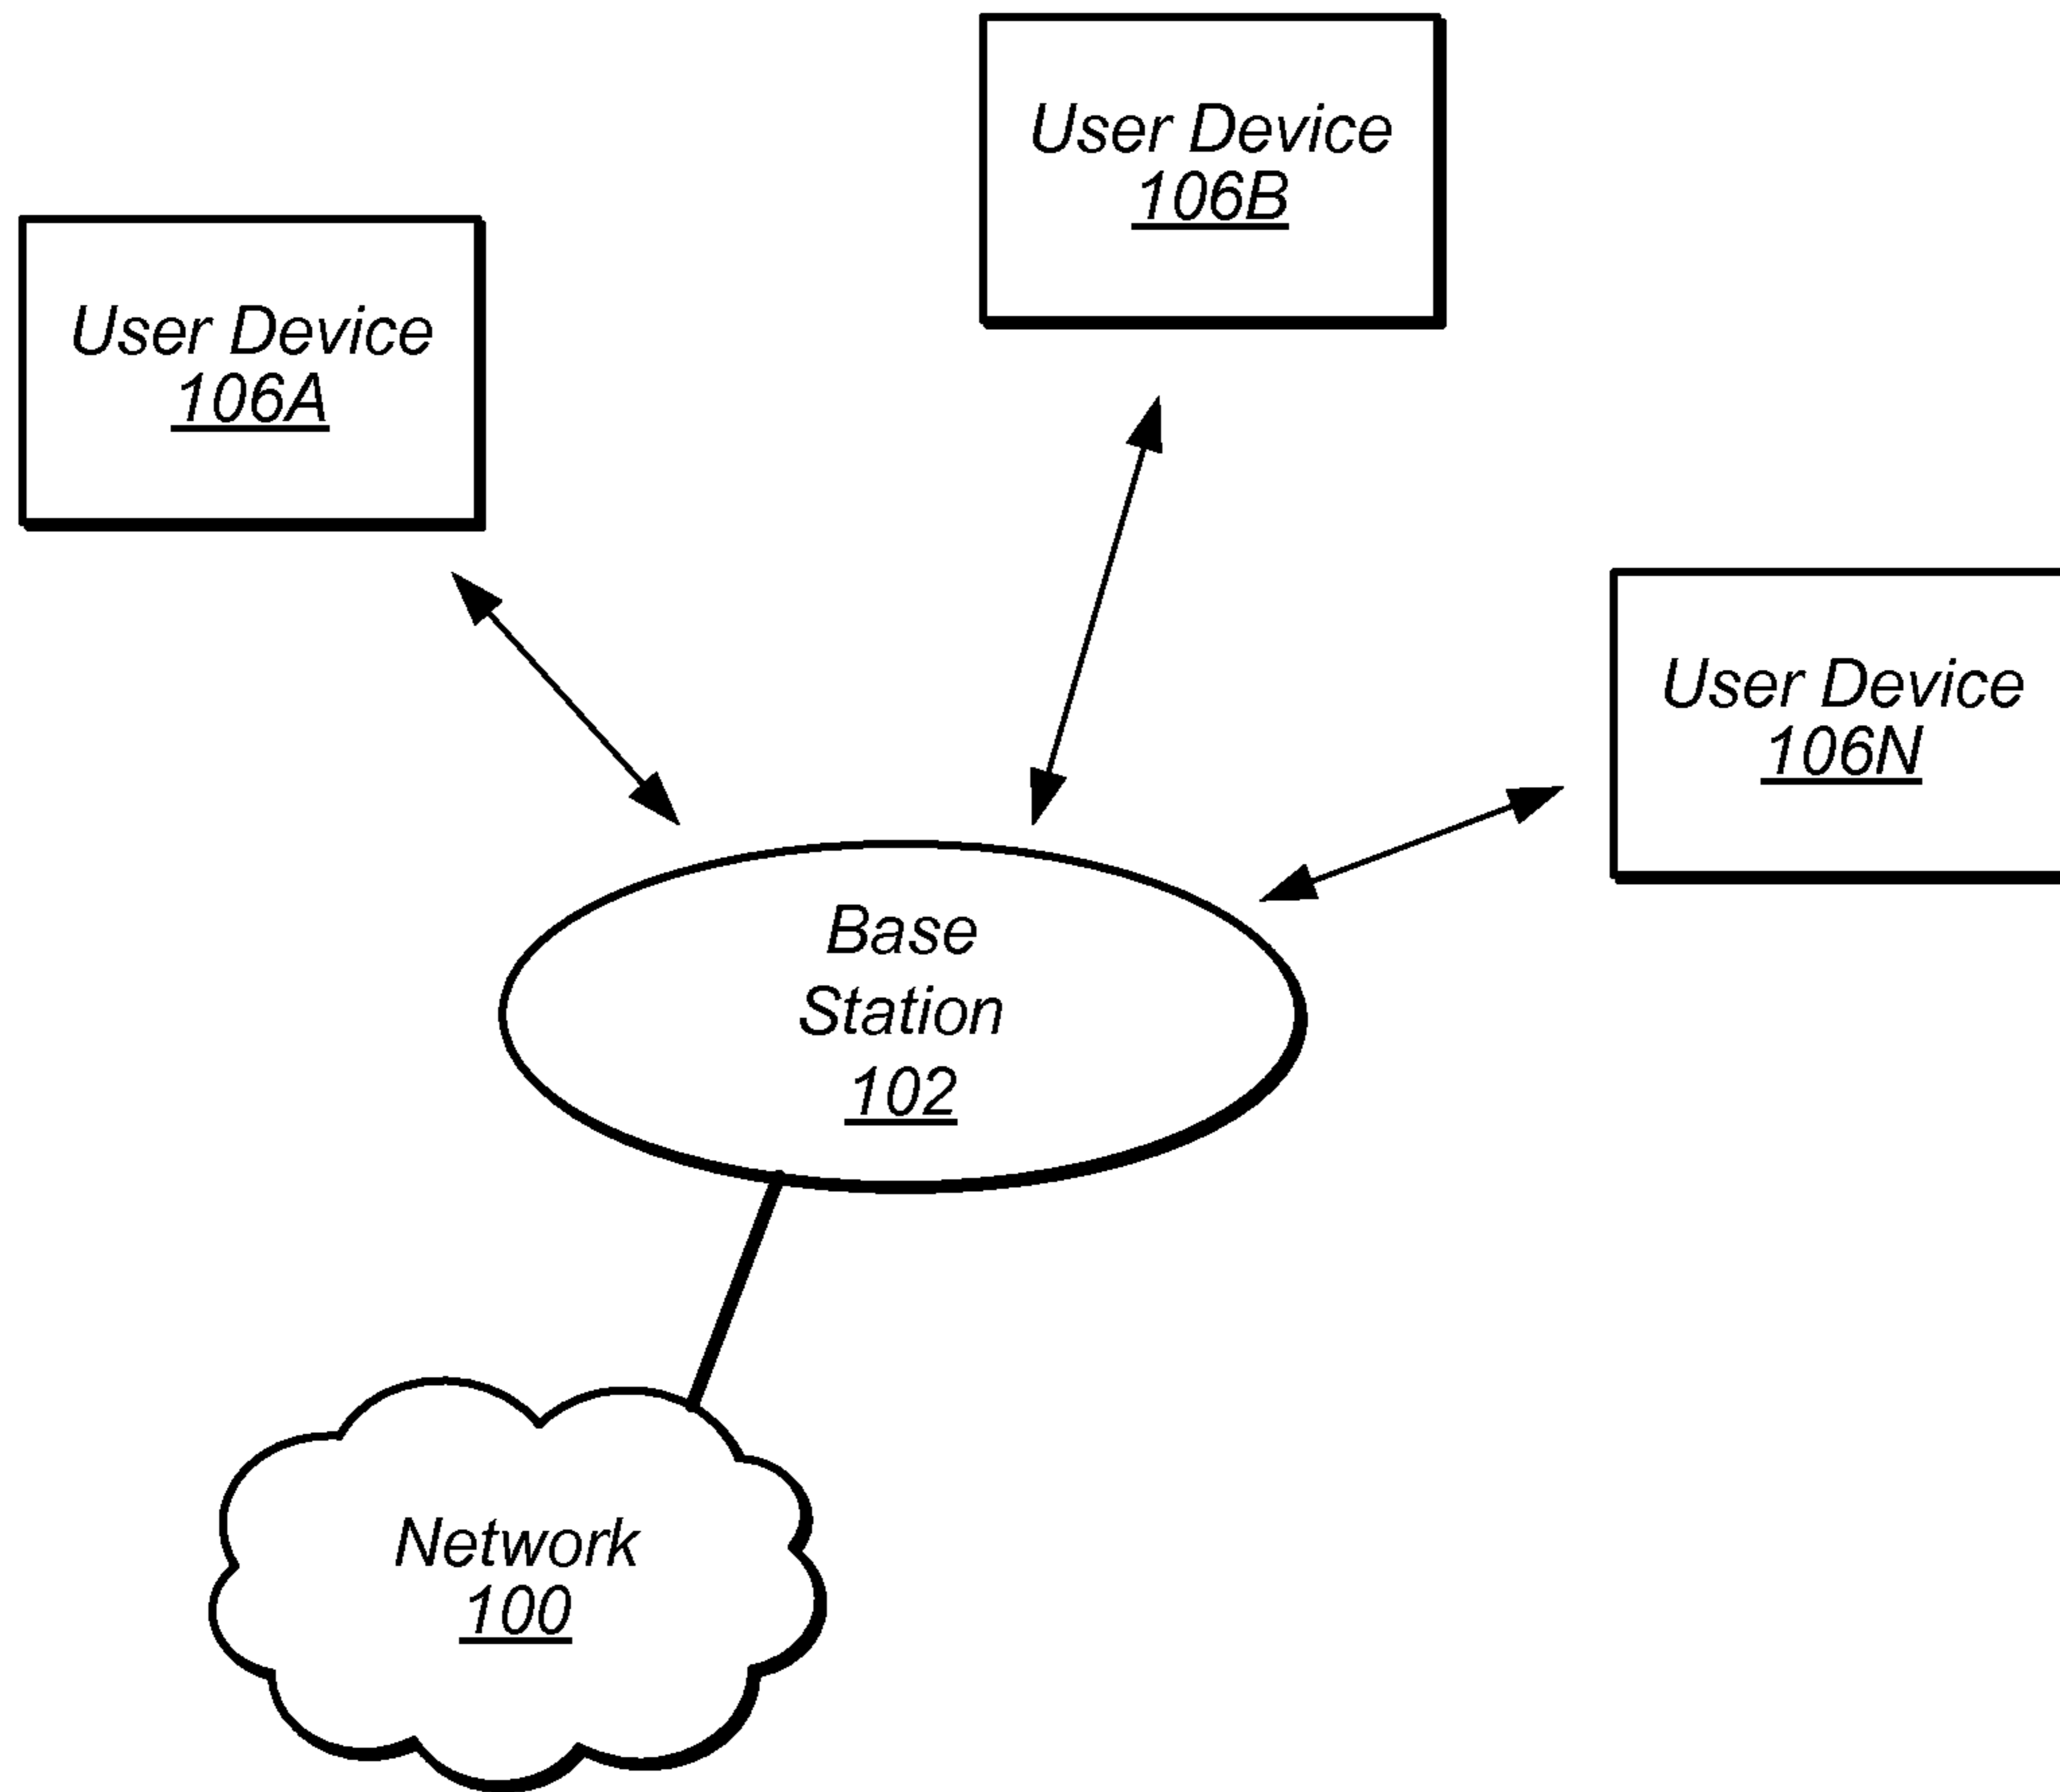 User Device
106B
User Device
106A
User Device
106N
Base
Station
102
Network
100